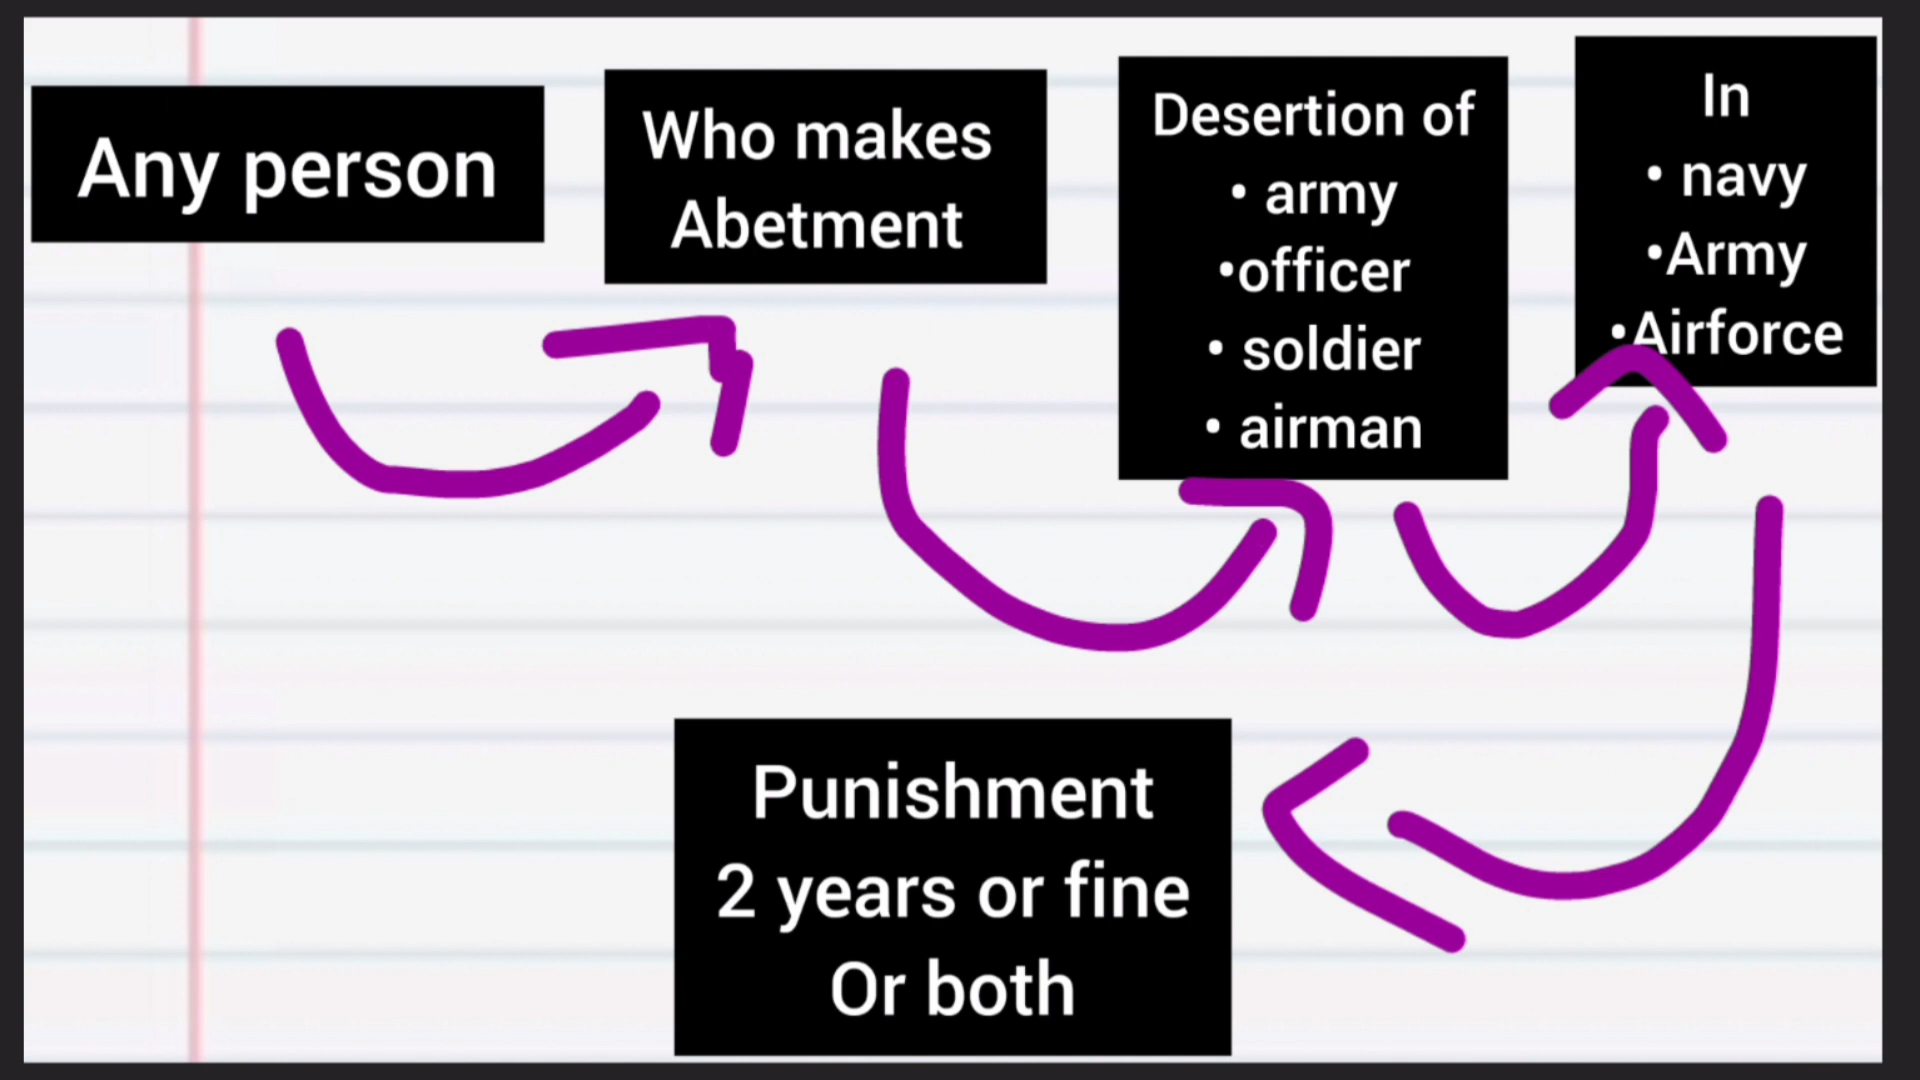 Any person
Who makes
Abetment
Desertion of
• army
•officer
• soldier
• airman
In
• navy
•Army
•Airforce
Punishment
2 years or fine
Or both